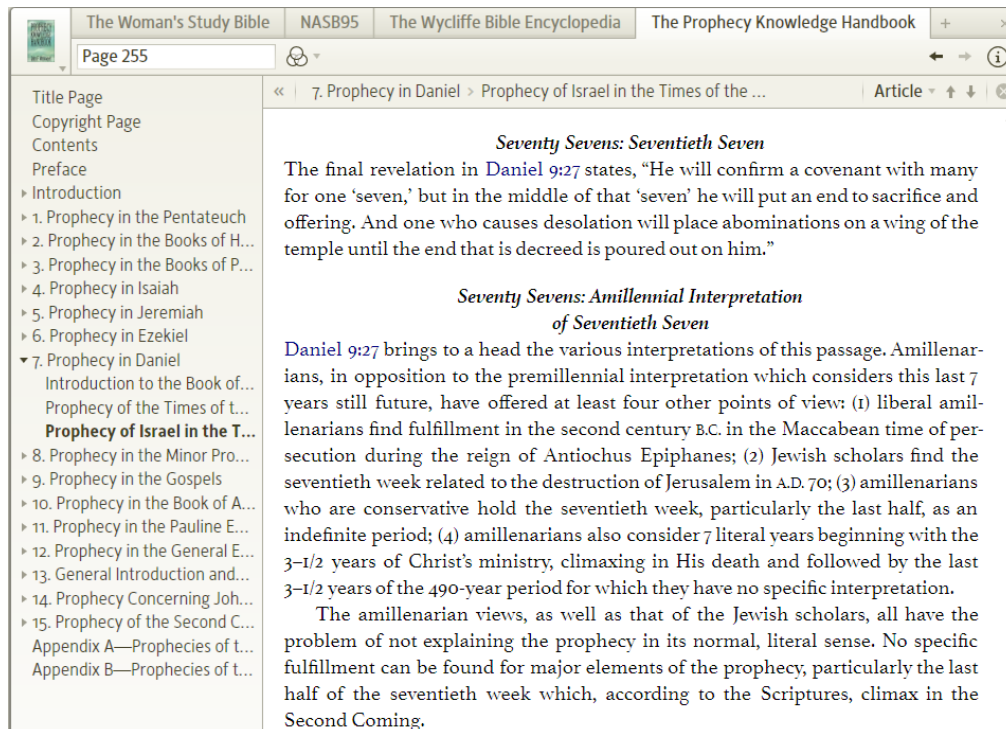 The Woman's Study Bible
NASB95
The Wycliffe Bible Encyclopedia
The Prophecy Knowledge Handbook
Page 255
Title Page
Copyright Page
Contents
Preface
Introduction
1. Prophecy in the Pentateuch
2. Prophecy in the Books of H...
3. Prophecy in the Books of P...
4. Prophecy in Isaiah
5. Prophecy in Jeremiah
6. Prophecy in Ezekiel
7. Prophecy in Daniel
Introduction to the Book of...
Prophecy of the Times of t...
Prophecy of Israel in the T...
8. Prophecy in the Minor Pro...
9. Prophecy in the Gospels
10. Prophecy in the Book of A...
11. Prophecy in the Pauline E...
12. Prophecy in the General E...
13. General Introduction and...
14. Prophecy Concerning Joh...
15. Prophecy of the Second C...
Appendix A—Prophecies of t...
Appendix B—Prophecies of t...
« 7. Prophecy in Daniel > Prophecy of Israel in the Times of the ...
Article
Seventy Sevens: Seventieth Seven
The final revelation in Daniel 9:27 states, “He will confirm a covenant with many
for one ‘seven,’ but in the middle of that ‘seven’ he will put an end to sacrifice and
offering. And one who causes desolation will place abominations on a wing of the
temple until the end that is decreed is poured out on him.”
Seventy Sevens: Amillennial Interpretation
of Seventieth Seven
Daniel 9:27 brings to a head the various interpretations of this passage. Amillenar-
ians, in opposition to the premillennial interpretation which considers this last 7
years still future, have offered at least four other points of view: (1) liberal amil-
lenarians find fulfillment in the second century B.C. in the Maccabean time of per-
secution during the reign of Antiochus Epiphanes; (2) Jewish scholars find the
seventieth week related to the destruction of Jerusalem in A.D. 70; (3) amillenarians
who are conservative hold the seventieth week, particularly the last half, as an
indefinite period; (4) amillenarians also consider 7 literal years beginning with the
3–1/2 years of Christ’s ministry, climaxing in His death and followed by the last
3–1/2 years of the 490-year period for which they have no specific interpretation.
The amillenarian views, as well as that of the Jewish scholars, all have the
problem of not explaining the prophecy in its normal, literal sense. No specific
fulfillment can be found for major elements of the prophecy, particularly the last
half of the seventieth week which, according to the Scriptures, climax in the
Second Coming.